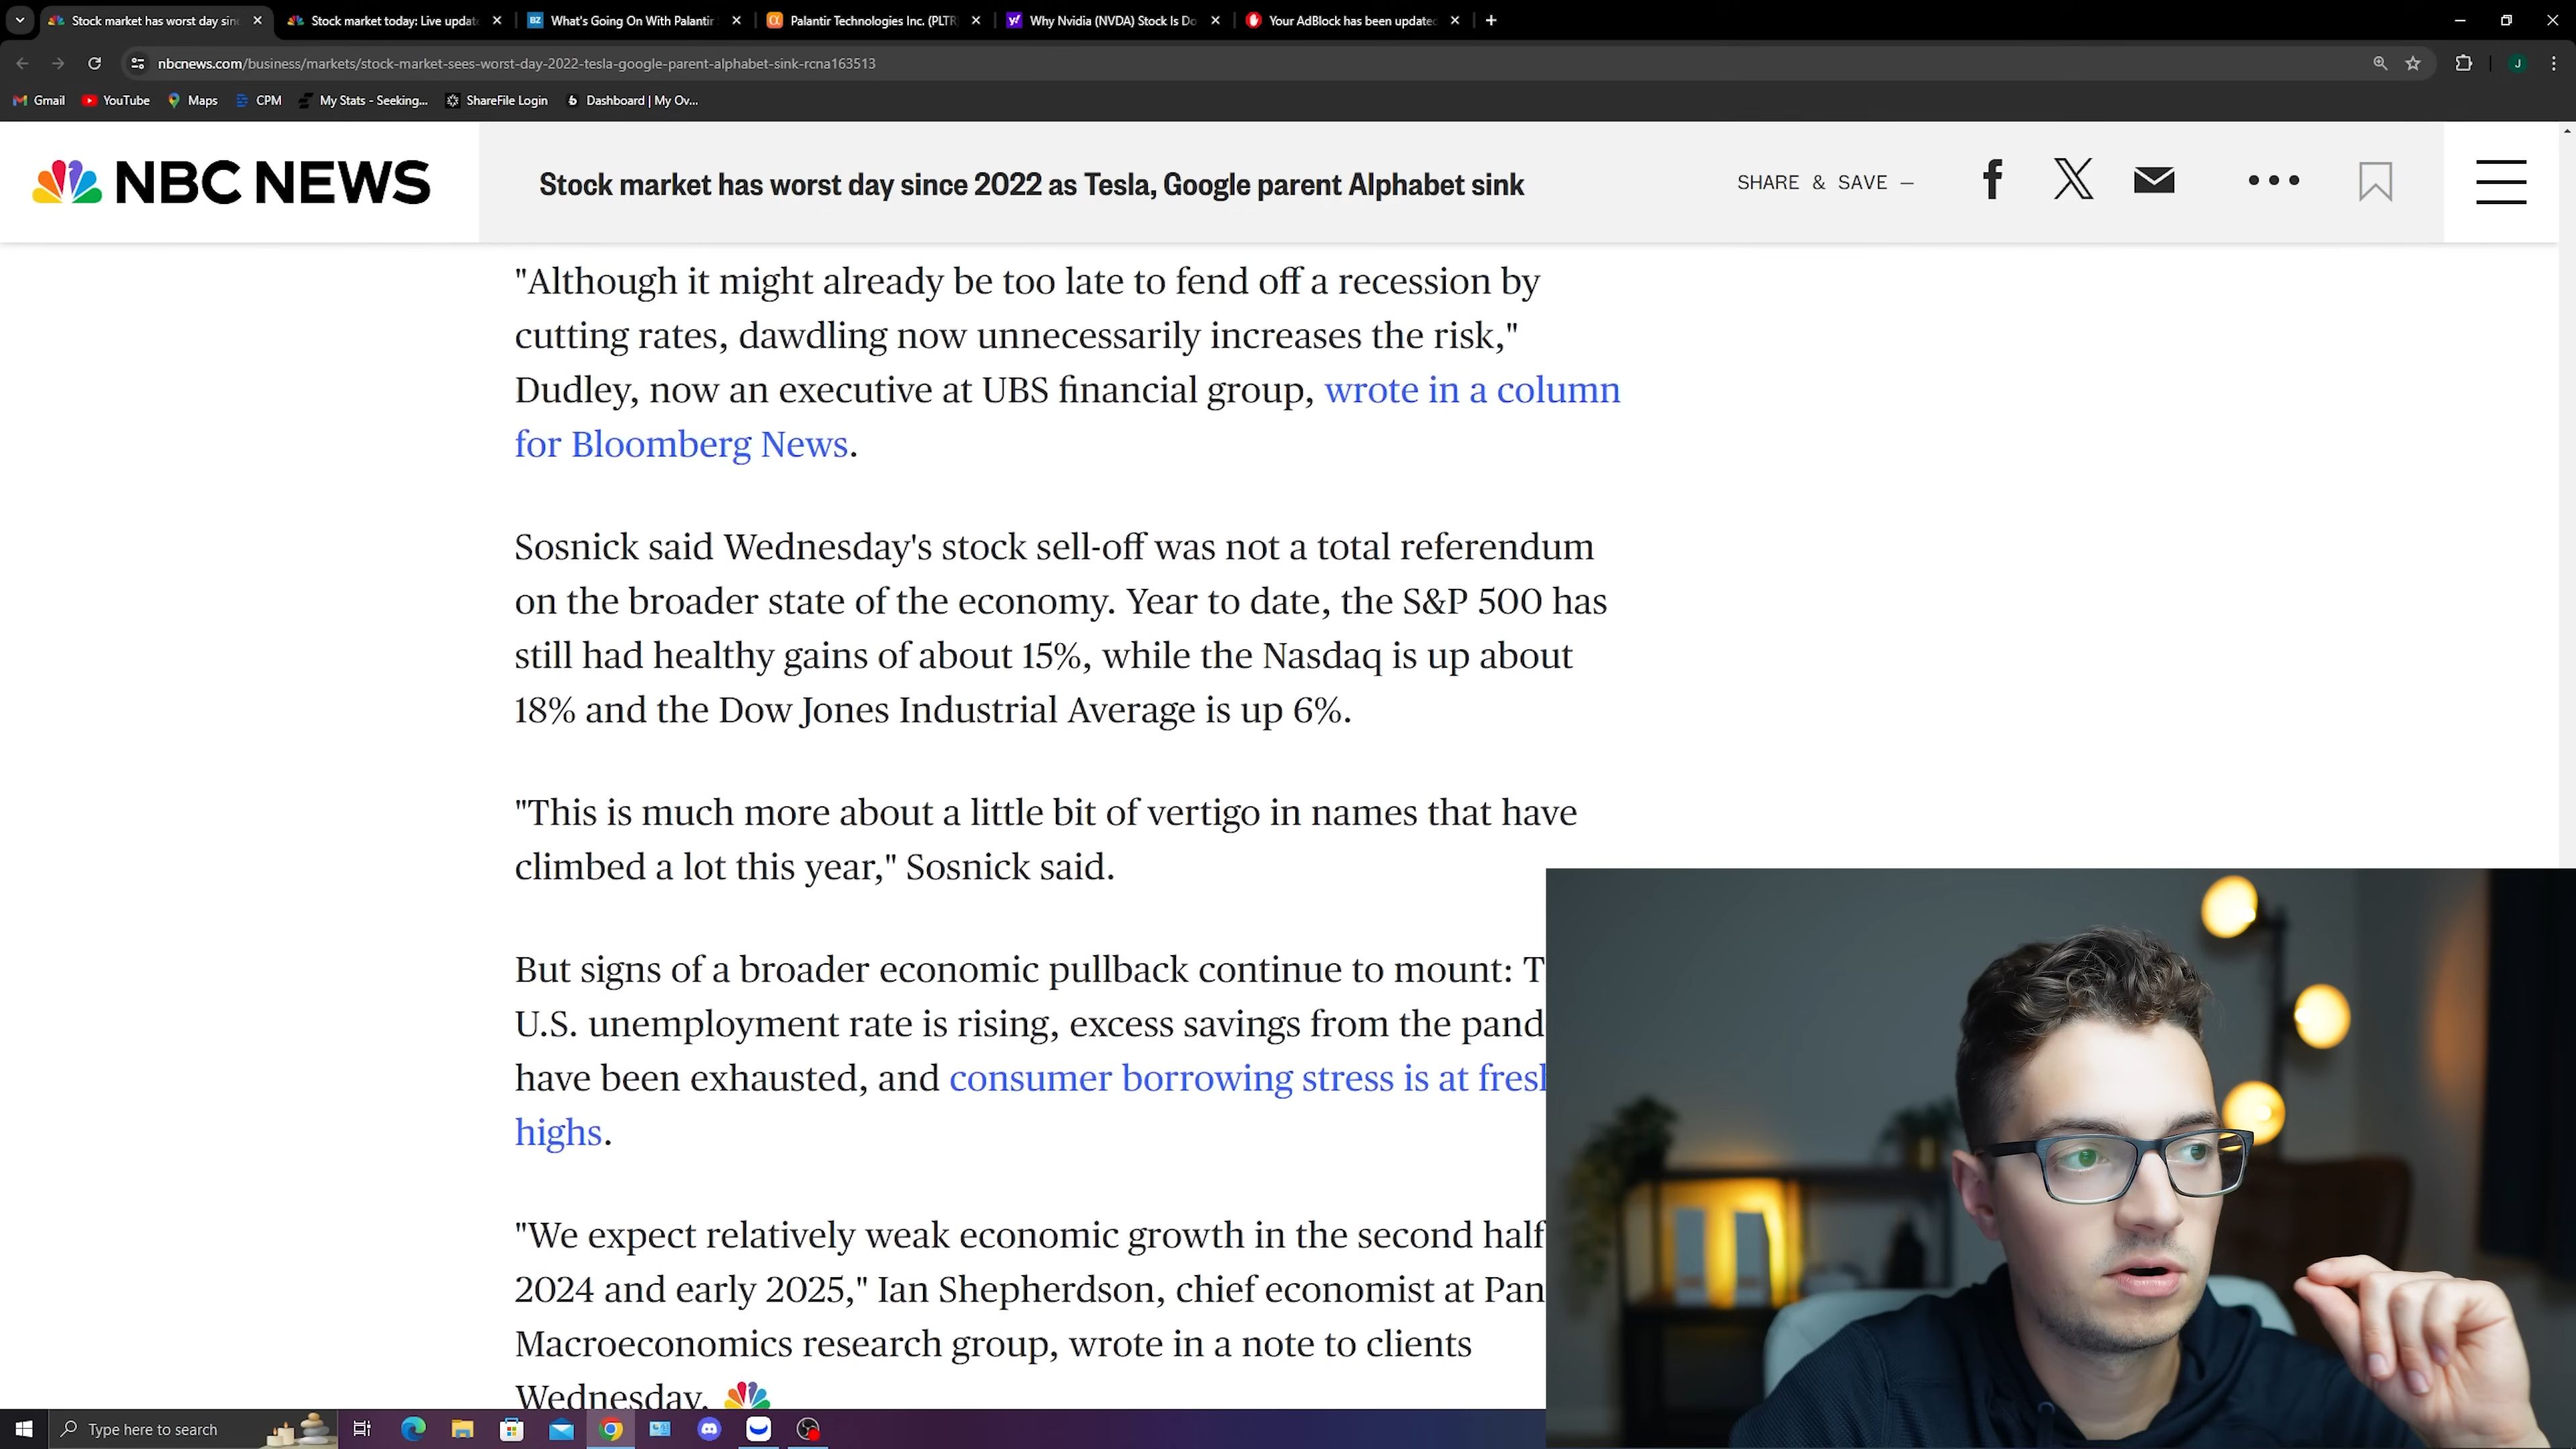 Stock market has worst day sin
Stock market today: Live update
BZ
What's Going On With Palantir
Palantir Technologies Inc. (PLTR
Why Nvidia (NVDA) Stock Is Do
Your AdBlock has been updated
nbcnews.com/business/markets/stock-market-sees-worst-day-2022-tesla-google-parent-alphabet-sink-rcna163513
J
Gmail
YouTube
Maps
CPM
My Stats - Seeking...
ShareFile Login
Dashboard | My Ov...
NBC NEWS
Stock market has worst day since 2022 as Tesla, Google parent Alphabet sink
SHARE & SAVE —
"Although it might already be too late to fend off a recession by
cutting rates, dawdling now unnecessarily increases the risk,"
Dudley, now an executive at UBS financial group, wrote in a column
for Bloomberg News.
Sosnick said Wednesday's stock sell-off was not a total referendum
on the broader state of the economy. Year to date, the S&P 500 has
still had healthy gains of about 15%, while the Nasdaq is up about
18% and the Dow Jones Industrial Average is up 6%.
"This is much more about a little bit of vertigo in names that have
climbed a lot this year," Sosnick said.
But signs of a broader economic pullback continue to mount: T
U.S. unemployment rate is rising, excess savings from the pand
have been exhausted, and consumer borrowing stress is at fresh
highs.
"We expect relatively weak economic growth in the second half
2024 and early 2025," Ian Shepherdson, chief economist at Pan
Macroeconomics research group, wrote in a note to clients
Wednesday.
Type here to search